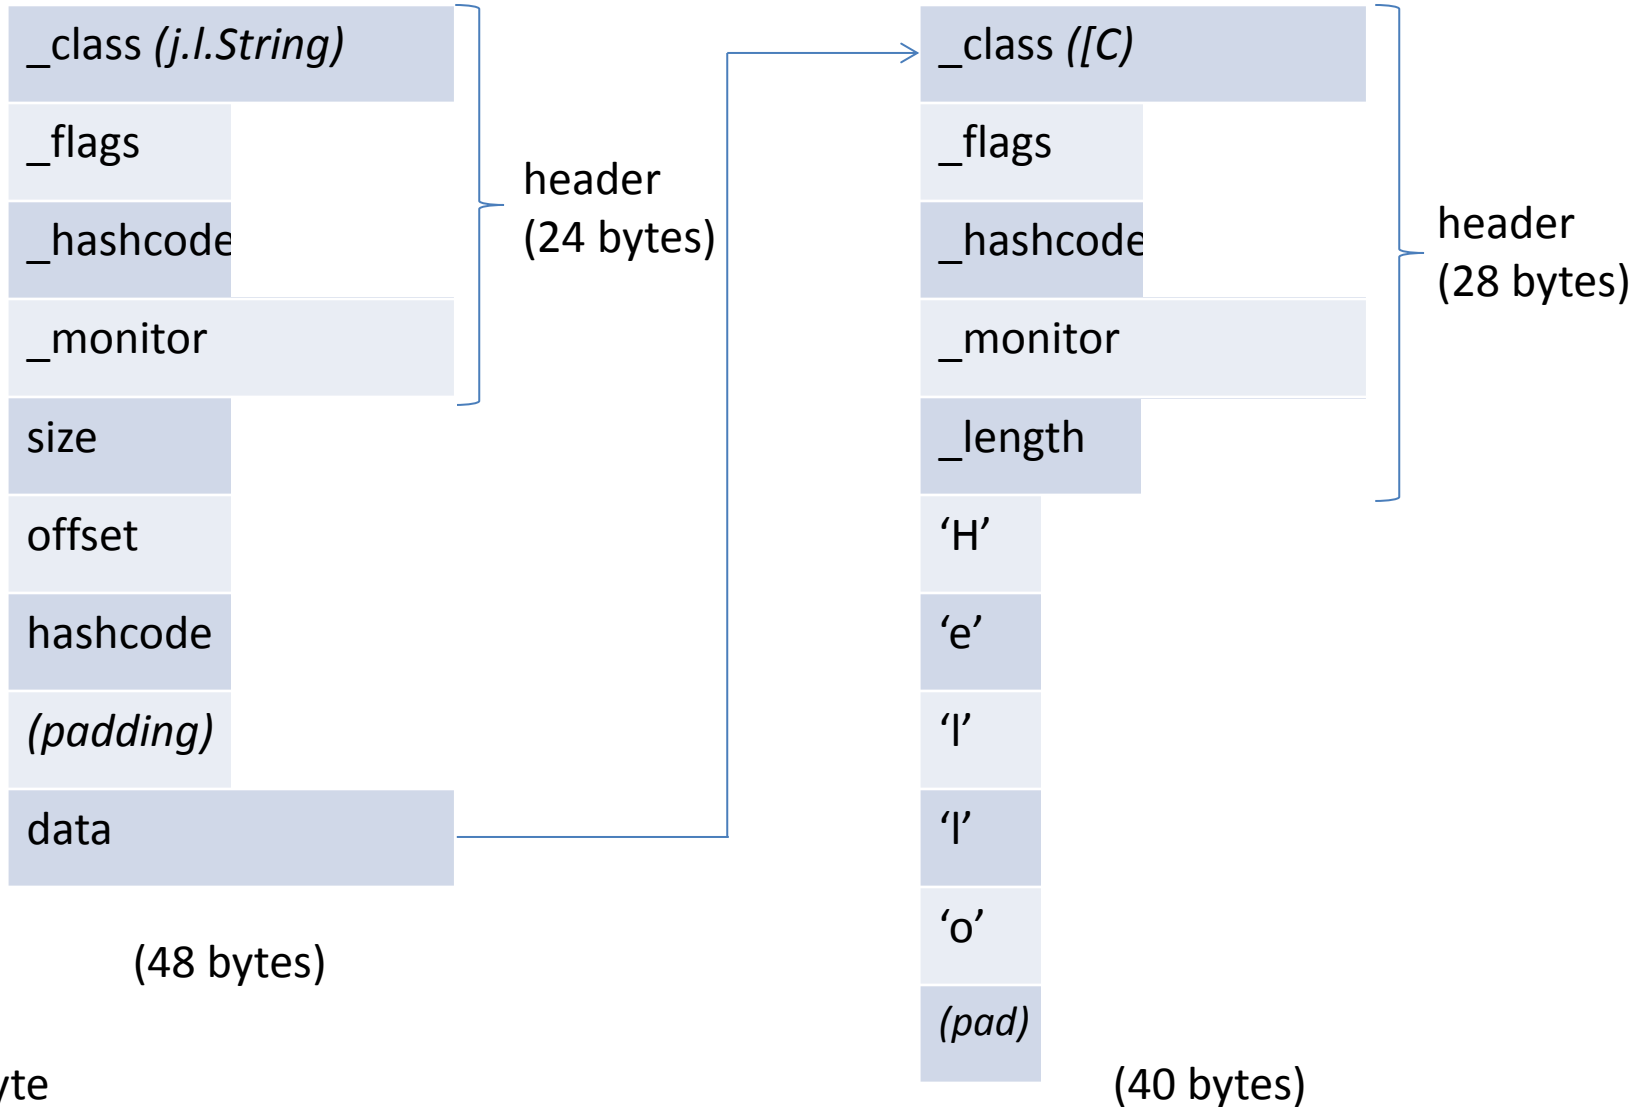 _class (j.l.String)
_flags
_hashcode
_monitor
header
(24 bytes)
size
offset
hashcode
(padding)
data
(48 bytes)
_class ([C)
_flags
_hashcode
_monitor
_length
header
(28 bytes)
‘H’
‘e’
‘l’
‘l’
‘o’
(pad)
(40 bytes)
yte